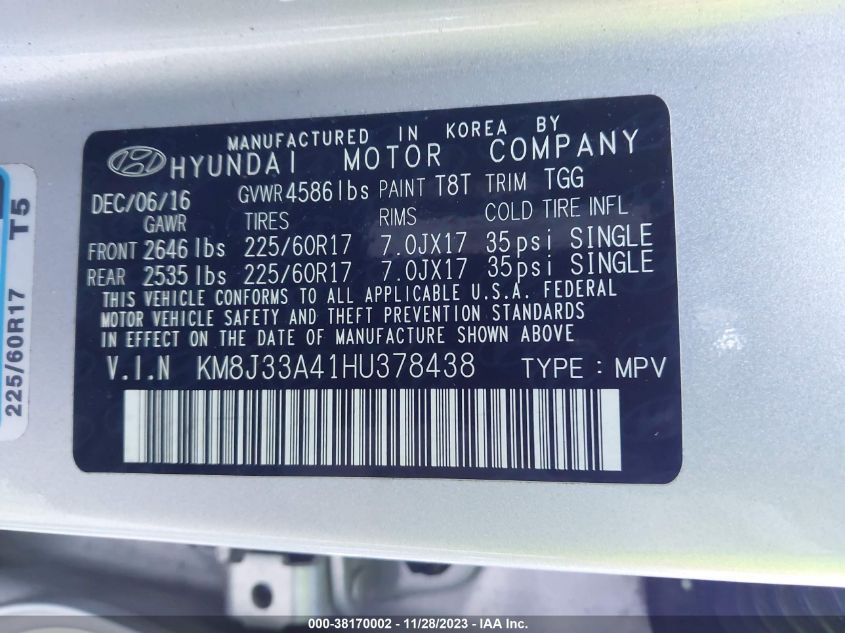 MANUFACTURED IN KOREA BY
HYUNDAI MOTOR COMPANY
DEC/06/16 GVWR 4586lbs PAINT T8T TRIM TGG
GAWR TIRES RIMS COLD TIRE INFL
FRONT 2646 lbs 225/60R17 7.0JX17 35psi SINGLE
REAR 2535 lbs 225/60R17 7.0JX17 35psi SINGLE
THIS VEHICLE CONFORMS TO ALL APPLICABLE U.S.A. FEDERAL
MOTOR VEHICLE SAFETY AND THEFT PREVENTION STANDARDS
IN EFFECT ON THE DATE OF MANUFACTURE SHOWN ABOVE
V.I.N KM8J33A41HU378438 TYPE : MPV
225/60R17 T5
000-38170002 - 11/28/2023 - IAA Inc.